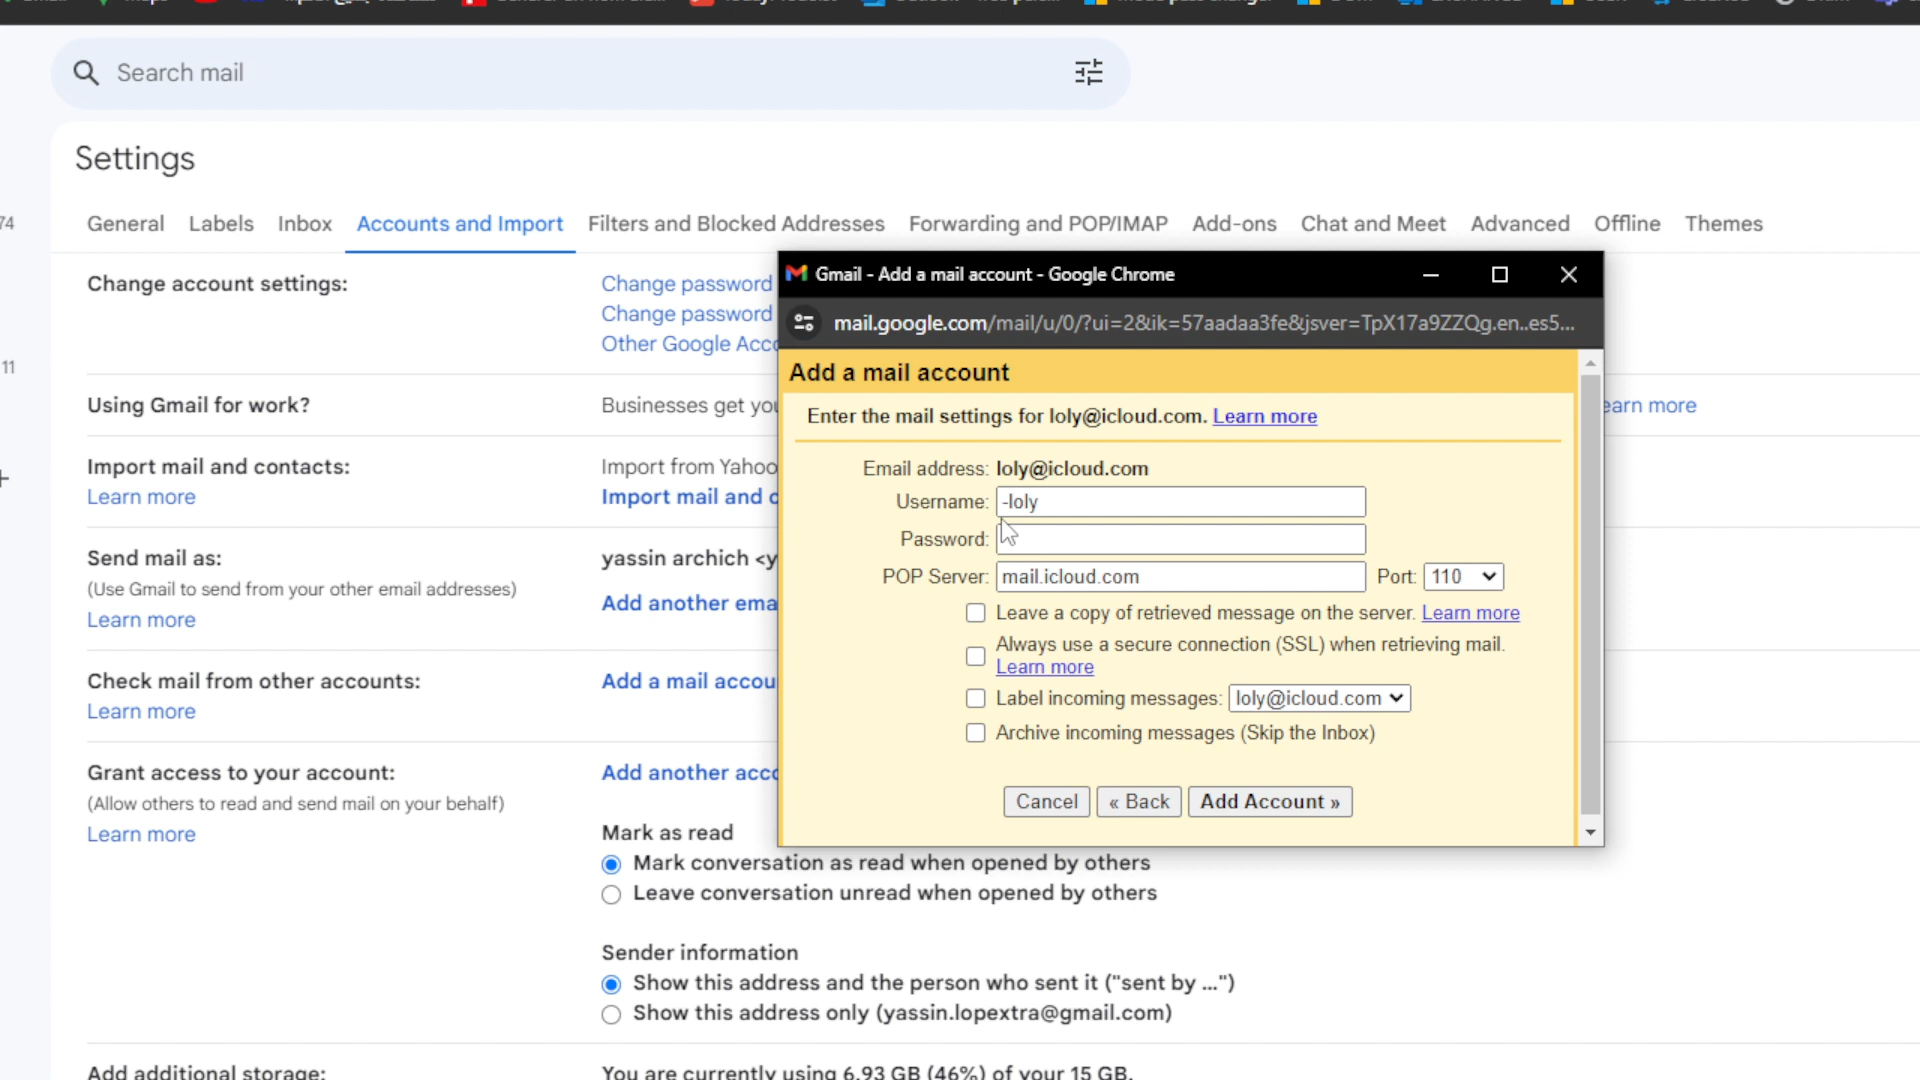 Search mail
Settings
74
General Labels Inbox Accounts and Import Filters and Blocked Addresses Forwarding and POP/IMAP Add-ons Chat and Meet Advanced Offline Themes
Change account settings:
Change password
Change password
Other Google Acc
11
Using Gmail for work?
Businesses get you
earn more
Import mail and contacts:
Learn more
Import from Yahoo
Import mail and c
Send mail as:
(Use Gmail to send from your other email addresses)
Learn more
yassin archich <y
Add another ema
Check mail from other accounts:
Learn more
Add a mail accou
Grant access to your account:
(Allow others to read and send mail on your behalf)
Learn more
Add another acc
Mark as read
Mark conversation as read when opened by others
Leave conversation unread when opened by others
Sender information
Show this address and the person who sent it ("sent by ...")
Show this address only (yassin.lopextra@gmail.com)
Add additional storage:
You are currently using 6.93 GB (46%) of your 15 GB.
Gmail - Add a mail account - Google Chrome
mail.google.com/mail/u/0/?ui=2&ik=57aadaa3fe&jsver=TpX17a9ZZQg.en..es5...
Add a mail account
Enter the mail settings for loly@icloud.com. Learn more
Email address: loly@icloud.com
Username: -loly
Password:
POP Server: mail.icloud.com Port: 110
Leave a copy of retrieved message on the server. Learn more
Always use a secure connection (SSL) when retrieving mail.
Learn more
Label incoming messages: loly@icloud.com
Archive incoming messages (Skip the Inbox)
Cancel « Back Add Account »